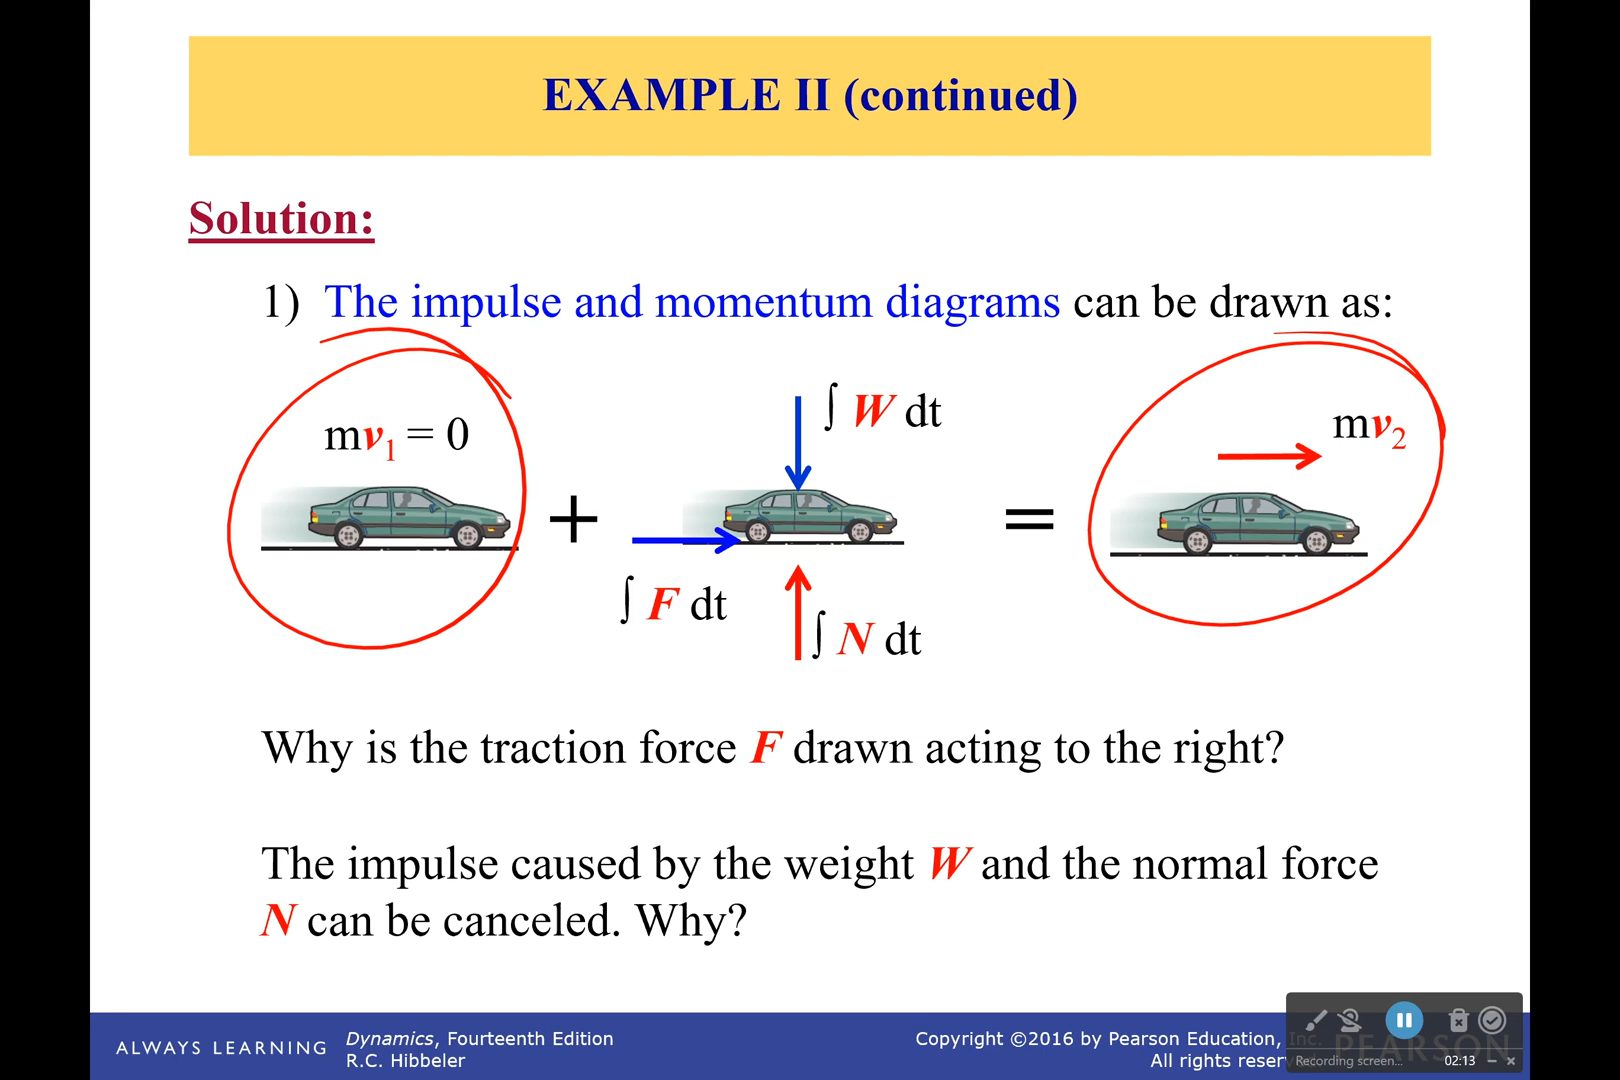 EXAMPLE II (continued)
Solution:
1) The impulse and momentum diagrams can be drawn as:
mv1 = 0
+
∫ W dt
∫ F dt
∫ N dt
=
mv2
Why is the traction force F drawn acting to the right?
The impulse caused by the weight W and the normal force
N can be canceled. Why?
ALWAYS LEARNING
Dynamics, Fourteenth Edition
R.C. Hibbeler
Copyright ©2016 by Pearson Education, Inc.
All rights reser
PEARSON
Recording screen...
02:13